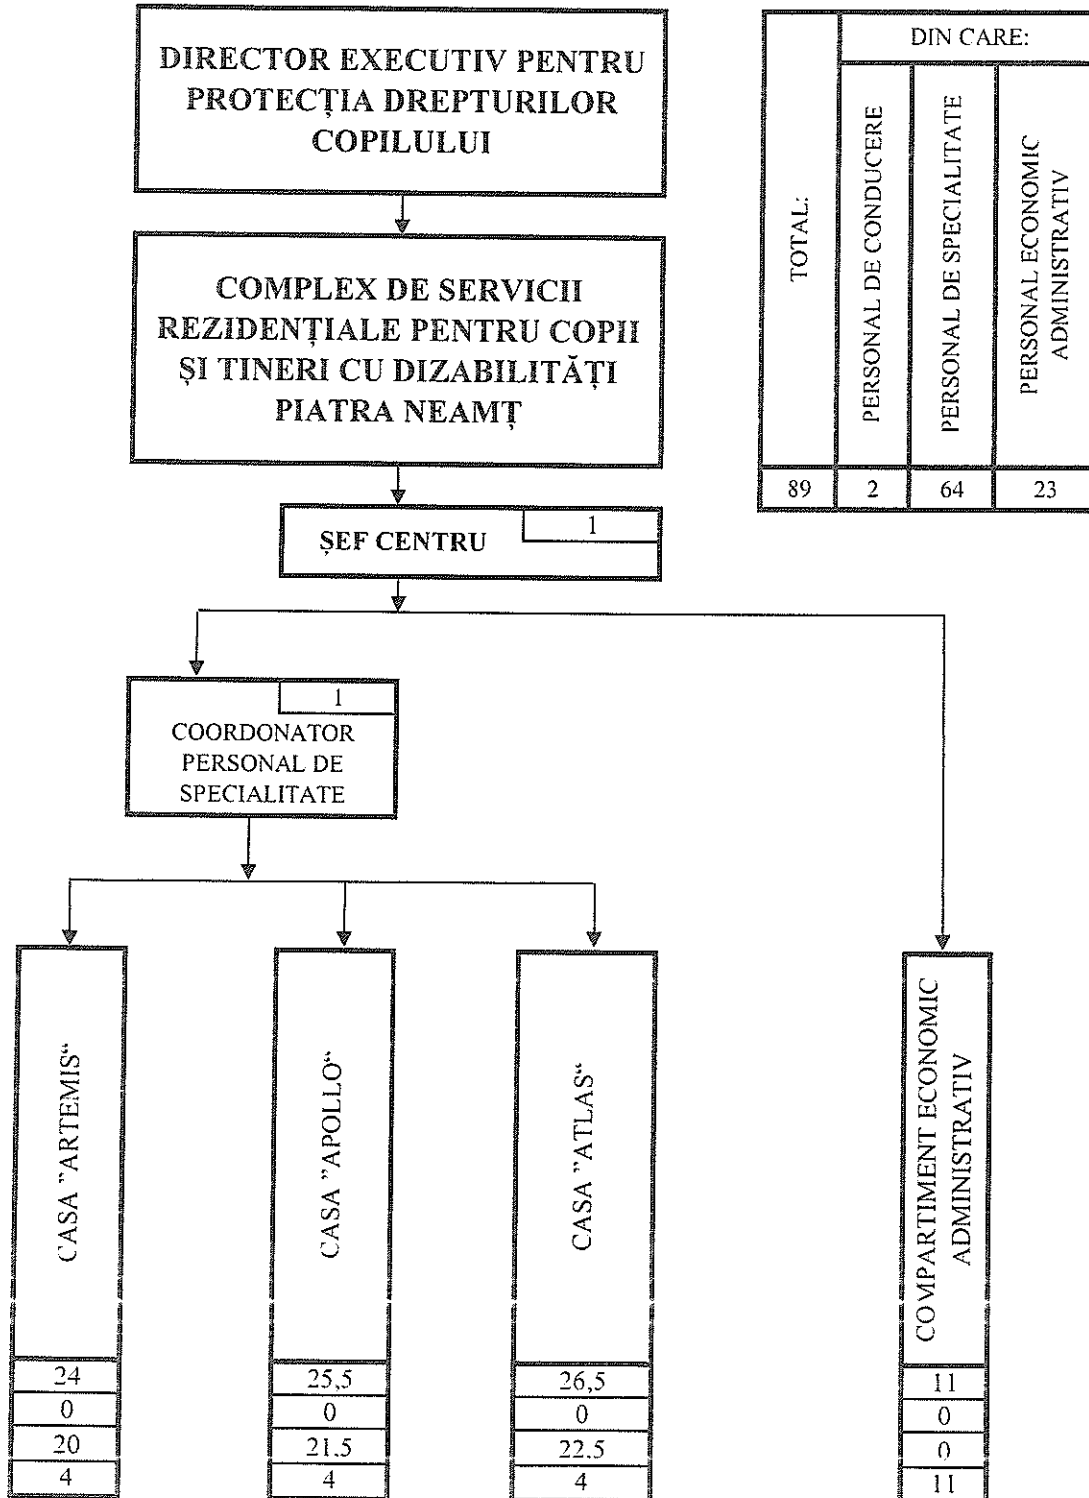 DIRECTOR EXECUTIV PENTRU
PROTECȚIA DREPTURILOR
COPILULUI
COMPLEX DE SERVICII
REZIDENȚIALE PENTRU COPII
ȘI TINERI CU DIZABILITĂȚI
PIATRA NEAMȚ
ȘEF CENTRU
1
DIN CARE:
TOTAL:
PERSONAL DE CONDUCERE
PERSONAL DE SPECIALITATE
PERSONAL ECONOMIC
ADMINISTRATIV
89 2 64 23
1
COORDONATOR
PERSONAL DE
SPECIALITATE
CASA ”ARTEMIS“
24
0
20
4
CASA ”APOLLO“
25,5
0
21,5
4
CASA ”ATLAS“
26,5
0
22,5
4
COMPARTIMENT ECONOMIC
ADMINISTRATIV
11
0
0
11